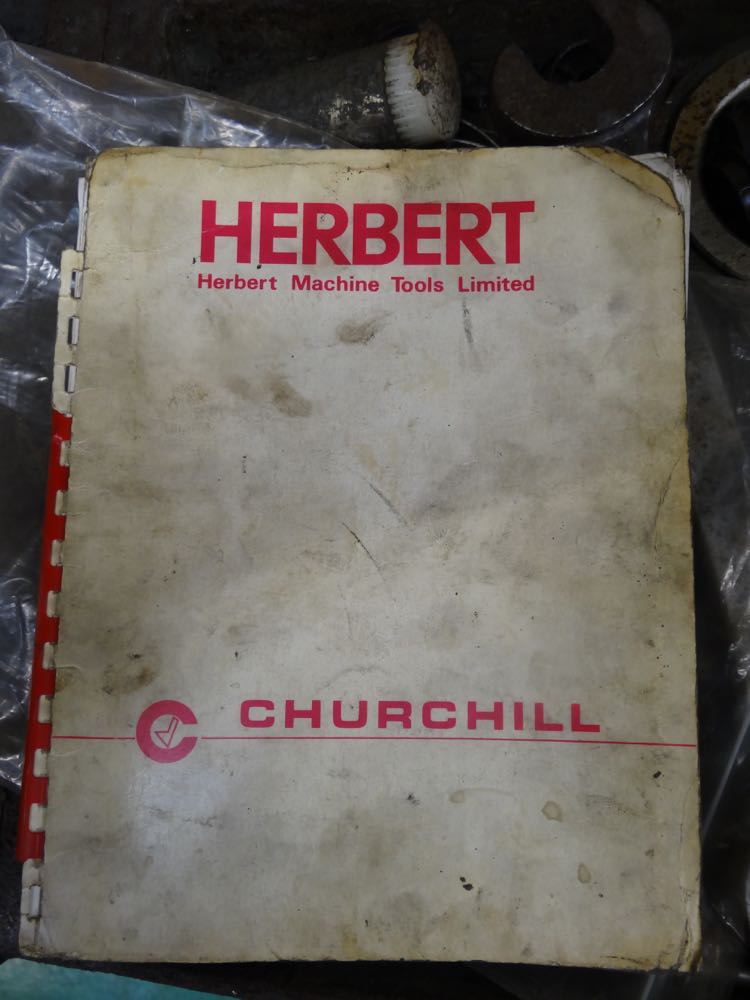 HERBERT
Herbert Machine Tools Limited
CHURCHILL